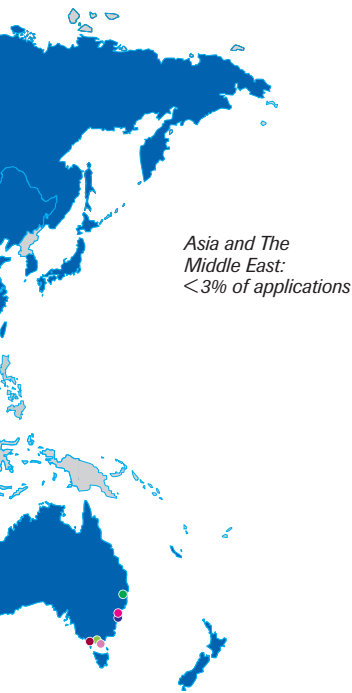 Asia and The
Middle East:
<3% of applications